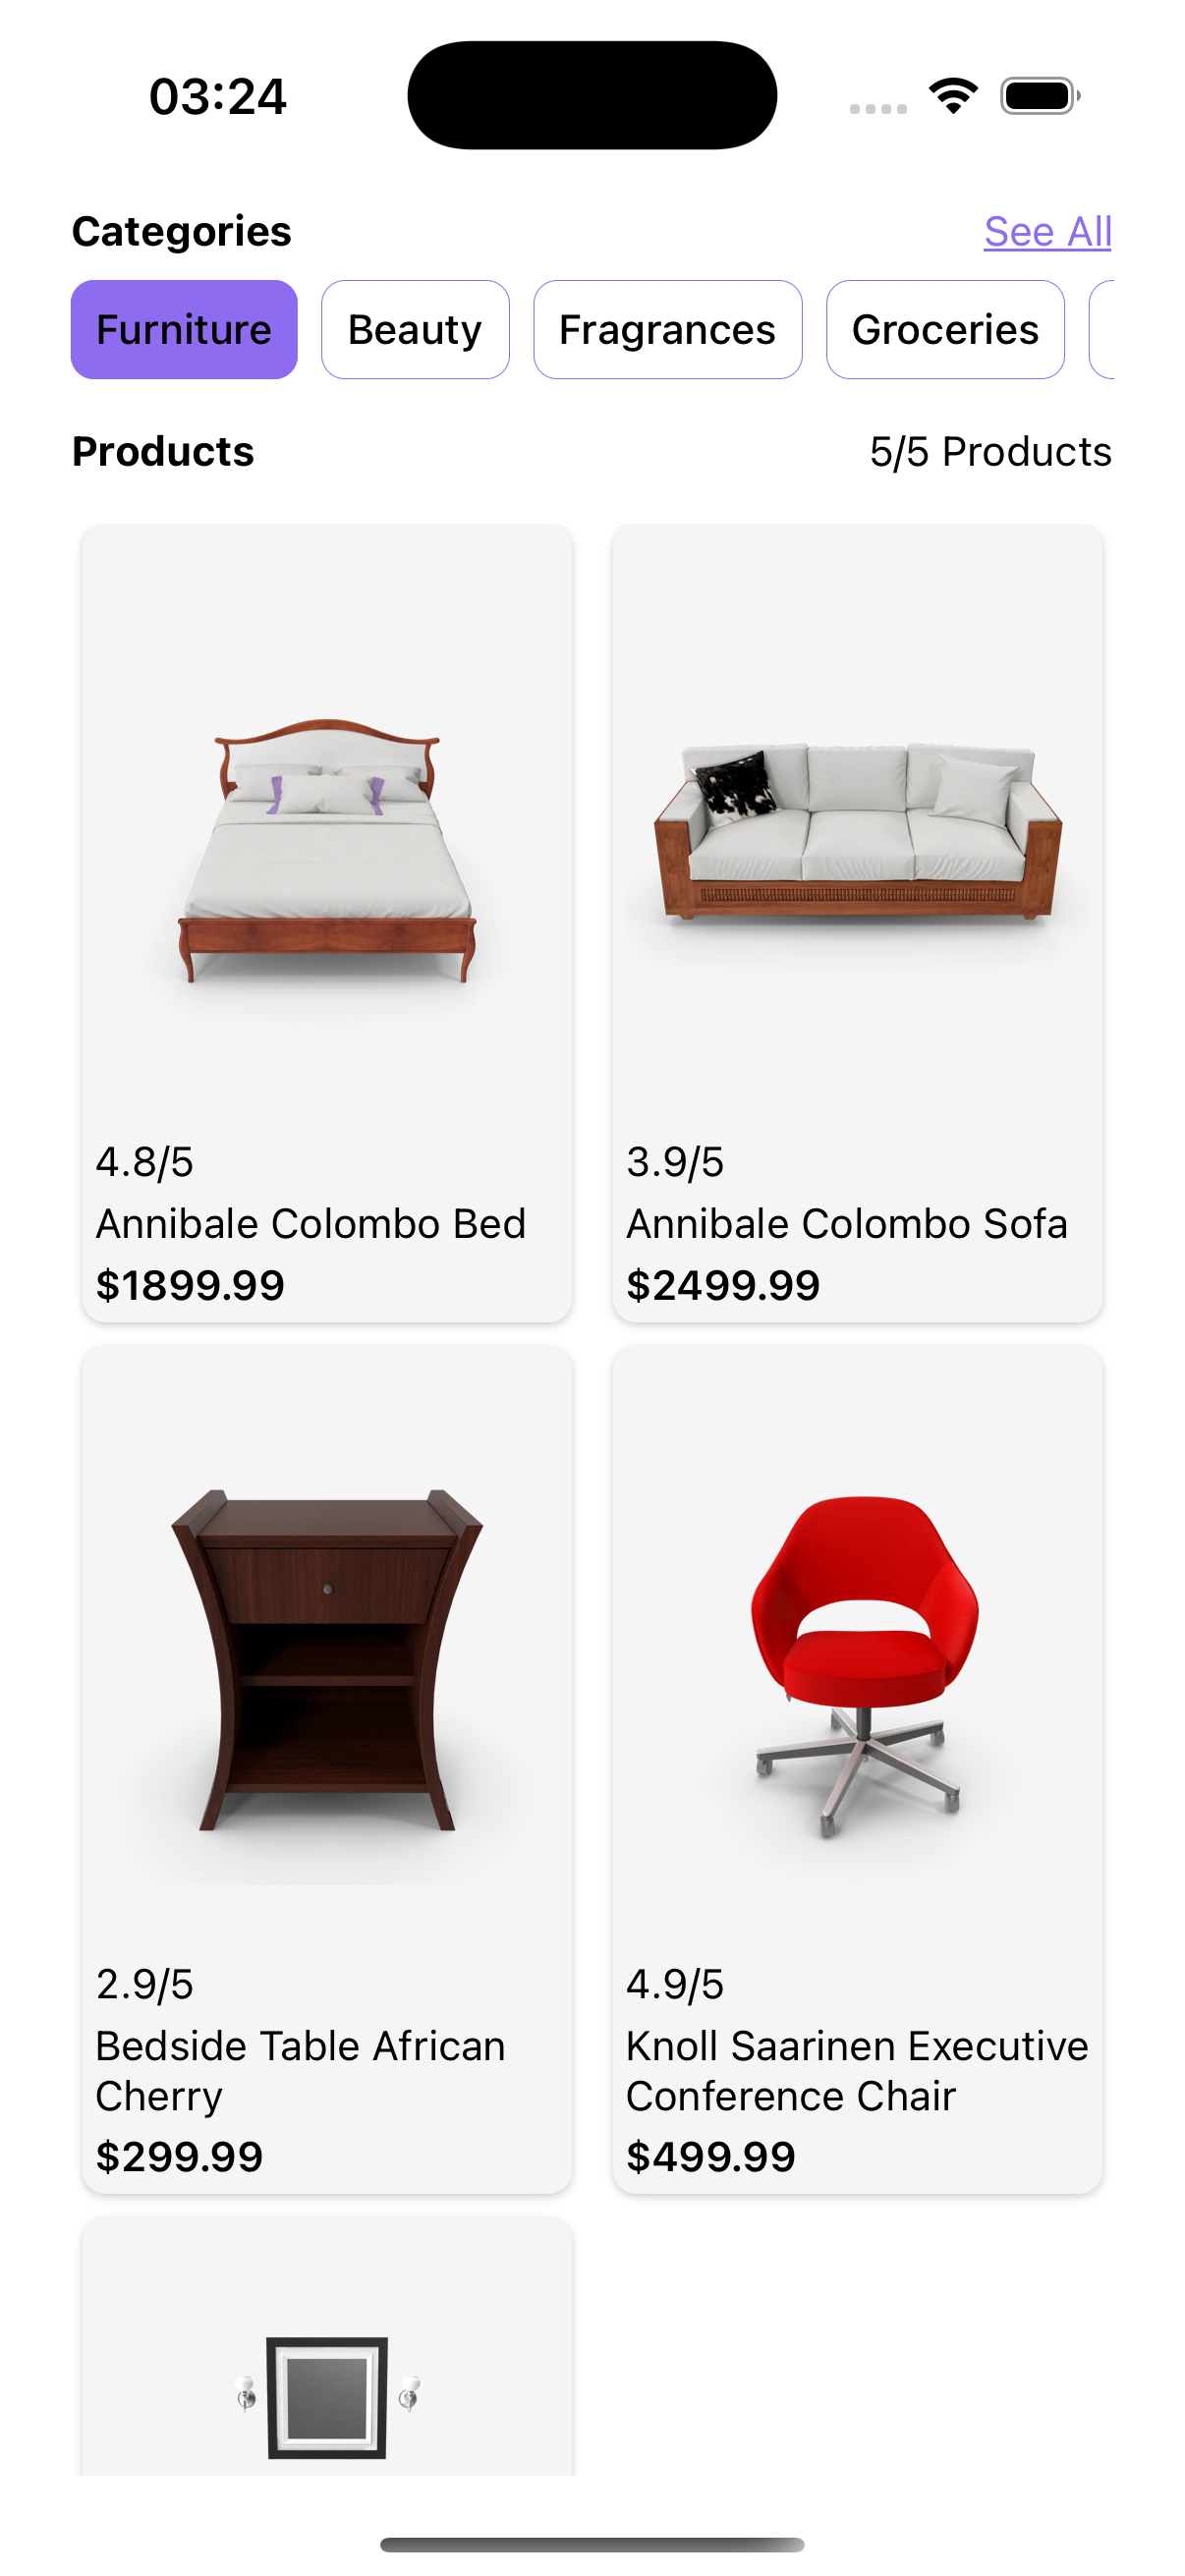 03:24
Categories
See All
Furniture
Beauty
Fragrances
Groceries
Products
5/5 Products
4.8/5
Annibale Colombo Bed
$1899.99
3.9/5
Annibale Colombo Sofa
$2499.99
2.9/5
Bedside Table African
Cherry
$299.99
4.9/5
Knoll Saarinen Executive
Conference Chair
$499.99